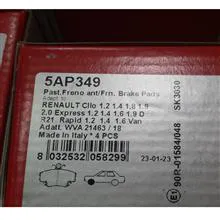 5AP349
Past.Freno ant/Frn. Brake Pads
RENAULT Clio 1.2 1.4 1.8 1.9
2.0 Express 1.2 1.4 1.6 1.9 D
R21 Rapid 1.2 1.4 1.6 Van
Adatt. WVA 21463 / 18
Made in Italy * 4 PCS
8 032532 058299
23-01-23
SK3030
E
90R-01584/048